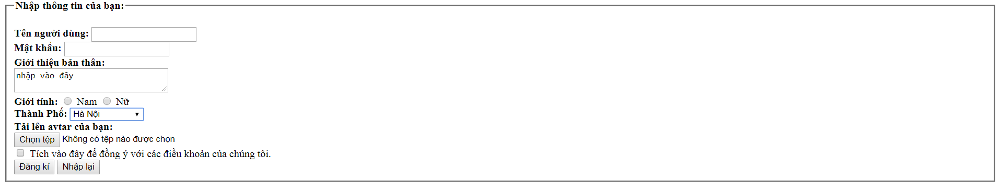 Nhập thông tin của bạn:
Tên người dùng:
Mật khẩu:
Giới thiệu bản thân:
nhập vào đây
Giới tính: Nam Nữ
Thành Phố: Hà Nội
Tải lên avtar của bạn:
Chọn tệp Không có tệp nào được chọn
Tích vào đây để đồng ý với các điều khoản của chúng tôi.
Đăng kí Nhập lại